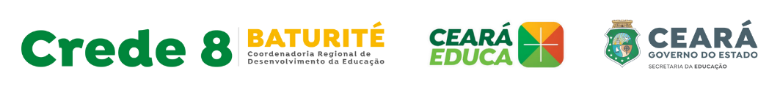 Crede 8
BATURITÉ
Coordenadoria Regional de
Desenvolvimento da Educação
CEARÁ
EDUCA
CEARÁ
GOVERNO DO ESTADO
SECRETARIA DA EDUCAÇÃO